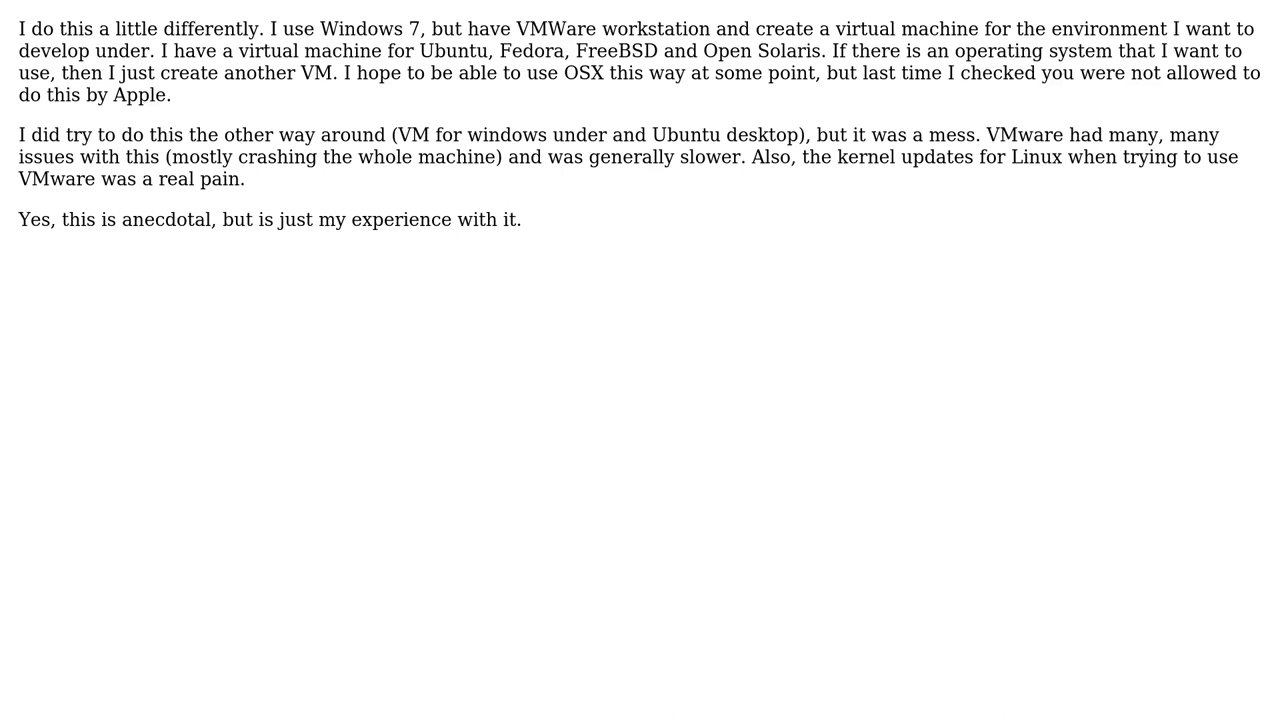 I do this a little differently. I use Windows 7, but have VMWare workstation and create a virtual machine for the environment I want to
develop under. I have a virtual machine for Ubuntu, Fedora, FreeBSD and Open Solaris. If there is an operating system that I want to
use, then I just create another VM. I hope to be able to use OSX this way at some point, but last time I checked you were not allowed to
do this by Apple.
I did try to do this the other way around (VM for windows under and Ubuntu desktop), but it was a mess. VMware had many, many
issues with this (mostly crashing the whole machine) and was generally slower. Also, the kernel updates for Linux when trying to use
VMware was a real pain.
Yes, this is anecdotal, but is just my experience with it.